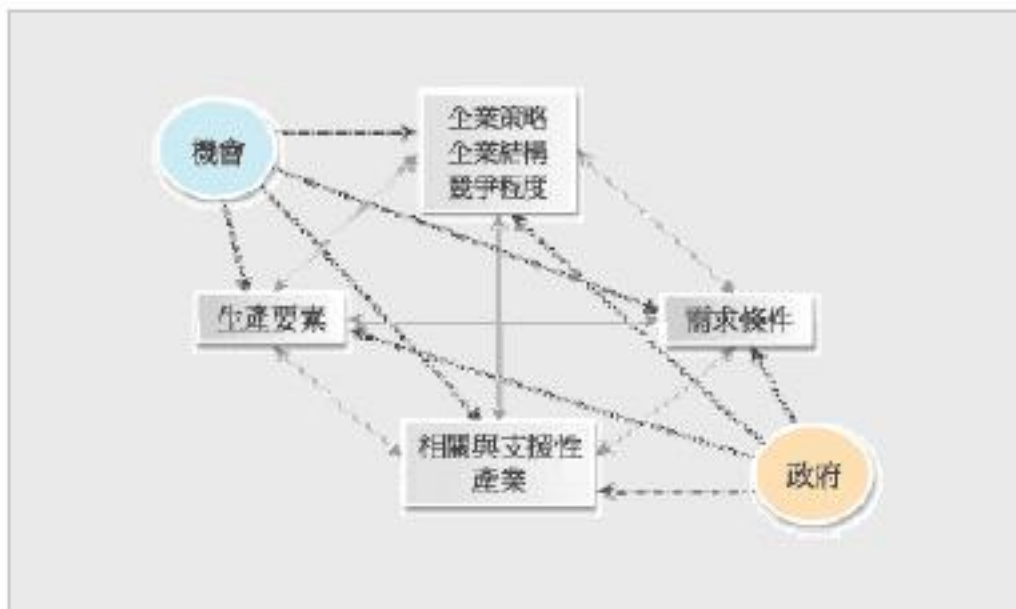 機會
企業策略
企業結構
競爭程度
生產要素
需求條件
相關與支援性
產業
政府